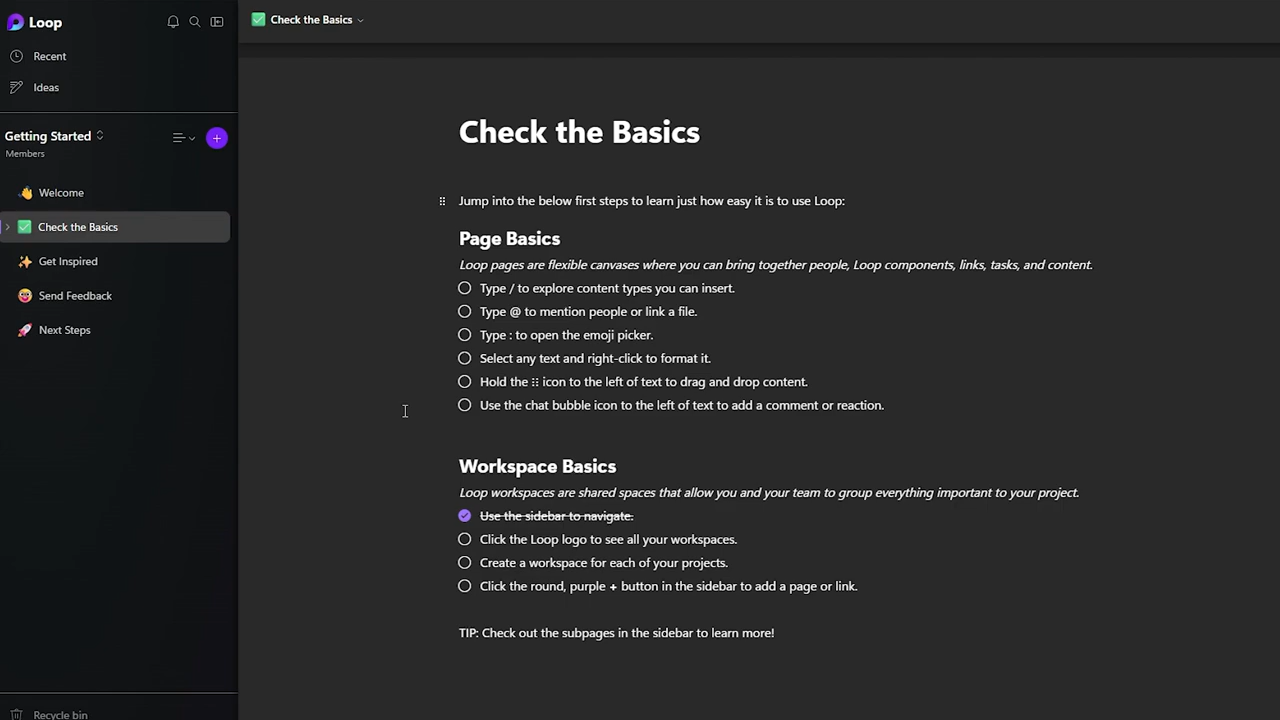 Loop
Recent
Ideas
Getting Started
Members
Welcome
Check the Basics
Get Inspired
Send Feedback
Next Steps
Recycle bin
Check the Basics
Check the Basics
Jump into the below first steps to learn just how easy it is to use Loop:
Page Basics
Loop pages are flexible canvases where you can bring together people, Loop components, links, tasks, and content.
Type / to explore content types you can insert.
Type @ to mention people or link a file.
Type : to open the emoji picker.
Select any text and right-click to format it.
Hold the ⠿ icon to the left of text to drag and drop content.
Use the chat bubble icon to the left of text to add a comment or reaction.
Workspace Basics
Loop workspaces are shared spaces that allow you and your team to group everything important to your project.
Use the sidebar to navigate.
Click the Loop logo to see all your workspaces.
Create a workspace for each of your projects.
Click the round, purple + button in the sidebar to add a page or link.
TIP: Check out the subpages in the sidebar to learn more!